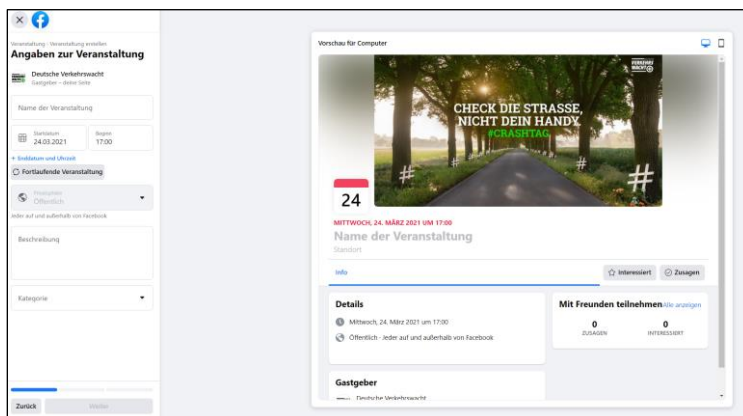 Veranstaltung · Veranstaltung erstellen
Angaben zur Veranstaltung
Deutsche Verkehrswacht
Gastgeber – deine Seite
Name der Veranstaltung
Startdatum
24.03.2021
Beginn
17:00
+ Enddatum und Uhrzeit
Fortlaufende Veranstaltung
Privatsphäre
Öffentlich
Jeder auf und außerhalb von Facebook
Beschreibung
Kategorie
Zurück
Weiter
Vorschau für Computer
VERKEHRS
WACHT
CHECK DIE STRASSE,
NICHT DEIN HANDY.
#CRASHTAG
#
#
#
24
MITTWOCH, 24. MÄRZ 2021 UM 17:00
Name der Veranstaltung
Standort
Info
Interessiert
Zusagen
Details
Mittwoch, 24. März 2021 um 17:00
Öffentlich · Jeder auf und außerhalb von Facebook
Mit Freunden teilnehmen Alle anzeigen
0 0
ZUSAGEN INTERESSIERT
Gastgeber
Deutsche Verkehrswacht